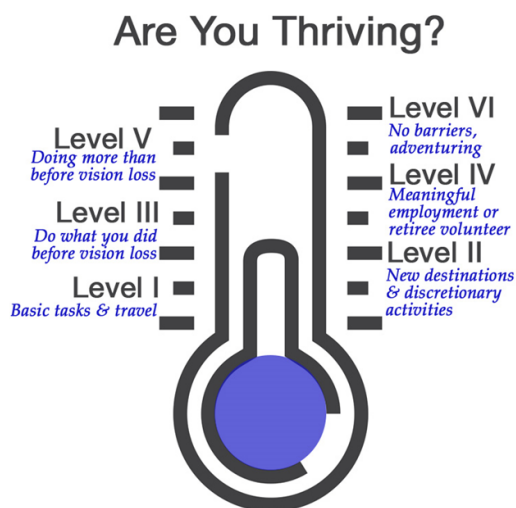 Are You Thriving?
Level VI
No barriers,
adventuring
Level V
Doing more than
before vision loss
Level IV
Meaningful
employment or
retiree volunteer
Level III
Do what you did
before vision loss
Level II
New destinations
& discretionary
activities
Level I
Basic tasks & travel